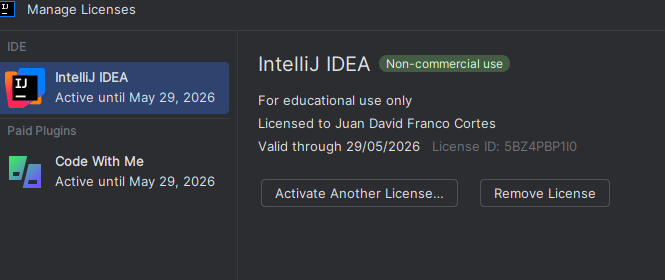 Manage Licenses
IDE
IntelliJ IDEA
Active until May 29, 2026
Paid Plugins
Code With Me
Active until May 29, 2026
IntelliJ IDEA Non-commercial use
For educational use only
Licensed to Juan David Franco Cortes
Valid through 29/05/2026 License ID: 5BZ4PBP1I0
Activate Another License... Remove License